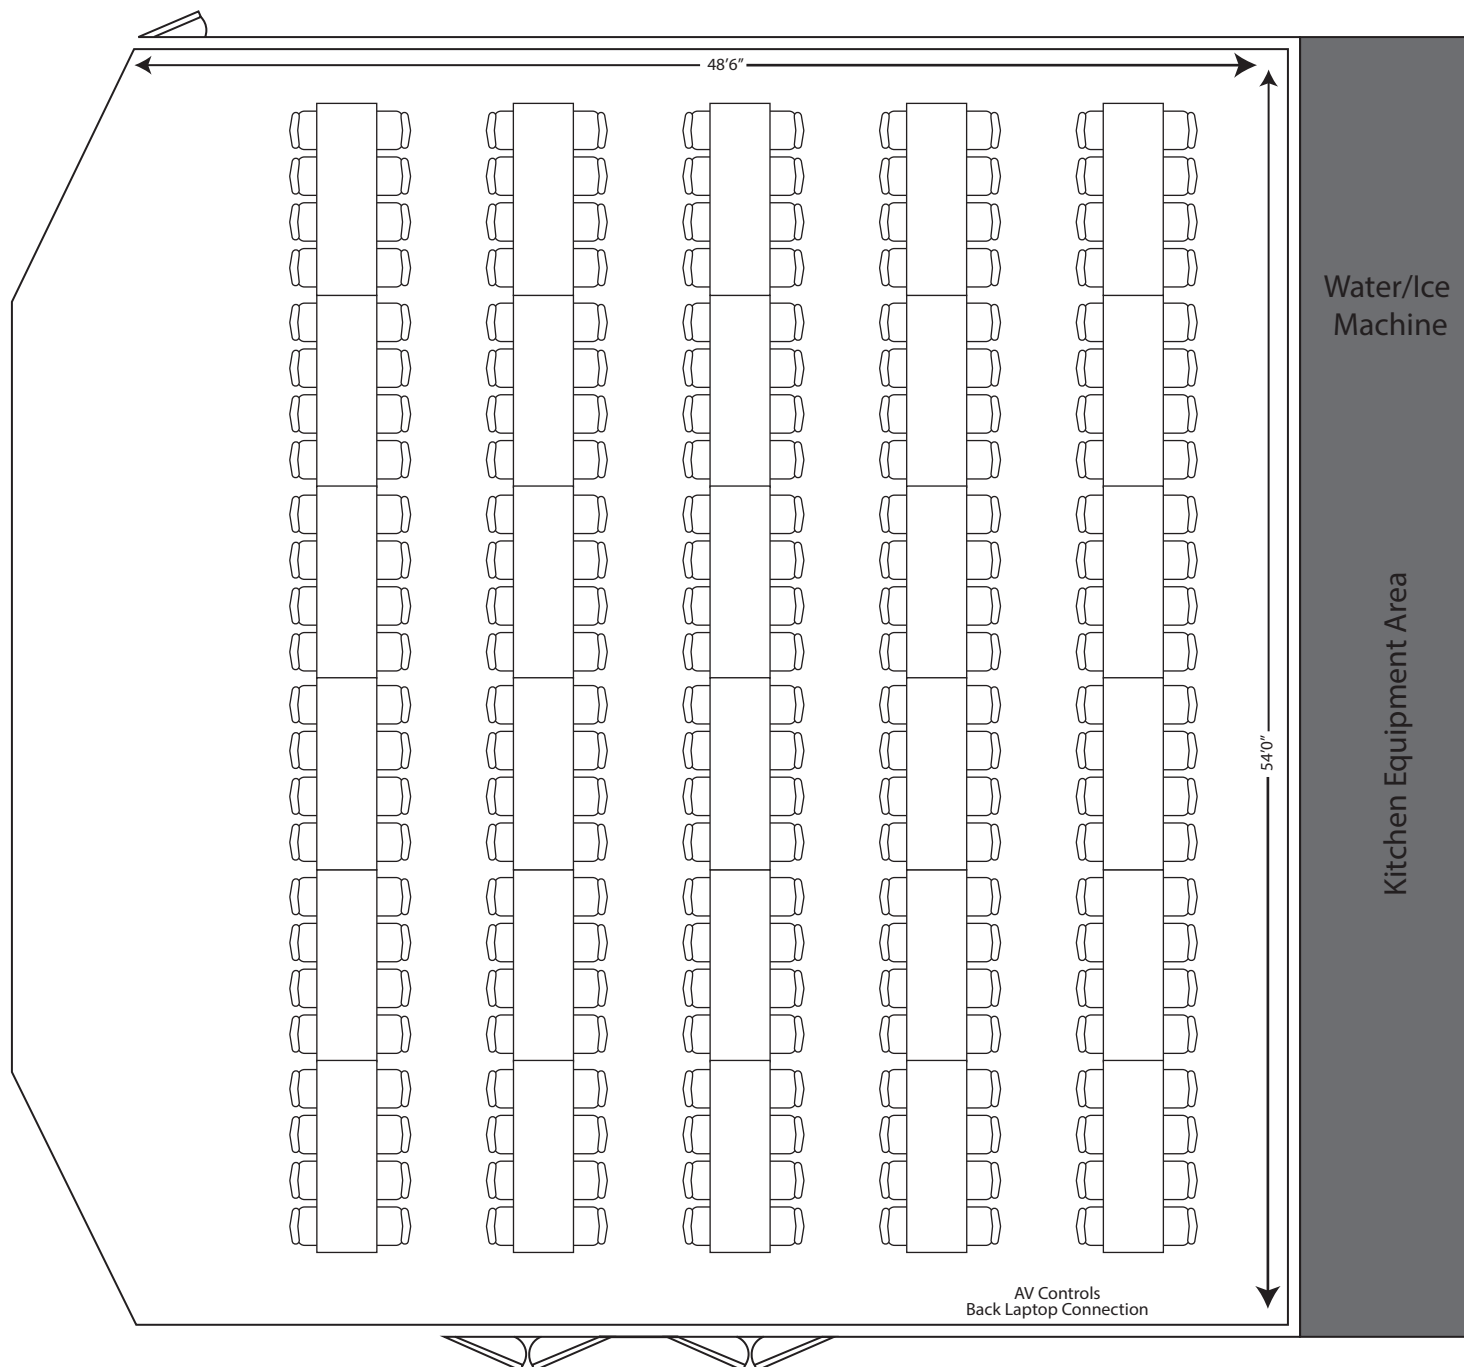 48’6”
Water/Ice
Machine
Kitchen Equipment Area
54’0”
AV Controls
Back Laptop Connection